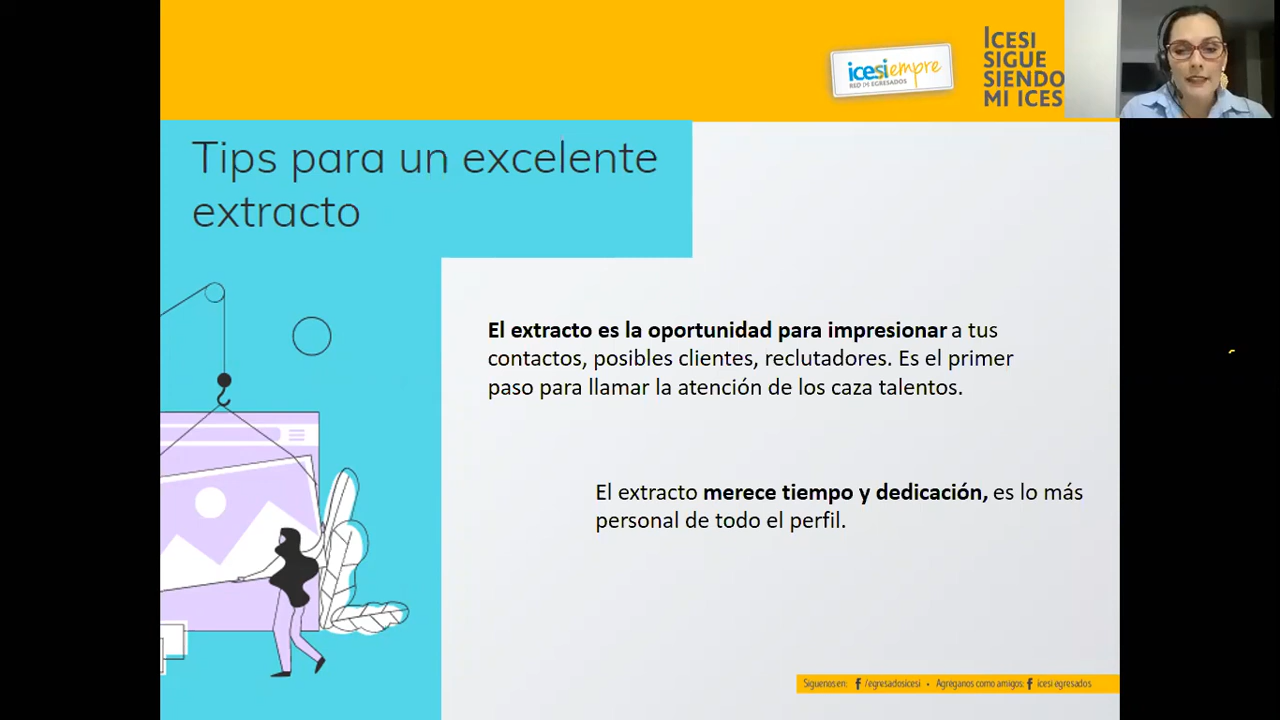 icesiempre
RED DE EGRESADOS
ICESI
SIGUE
SIENDO
MI ICES
Tips para un excelente
extracto
El extracto es la oportunidad para impresionar a tus
contactos, posibles clientes, reclutadores. Es el primer
paso para llamar la atención de los caza talentos.
El extracto merece tiempo y dedicación, es lo más
personal de todo el perfil.
Síguenos en: f /egresadosicesi • Agréganos como amigos: f icesi egresados